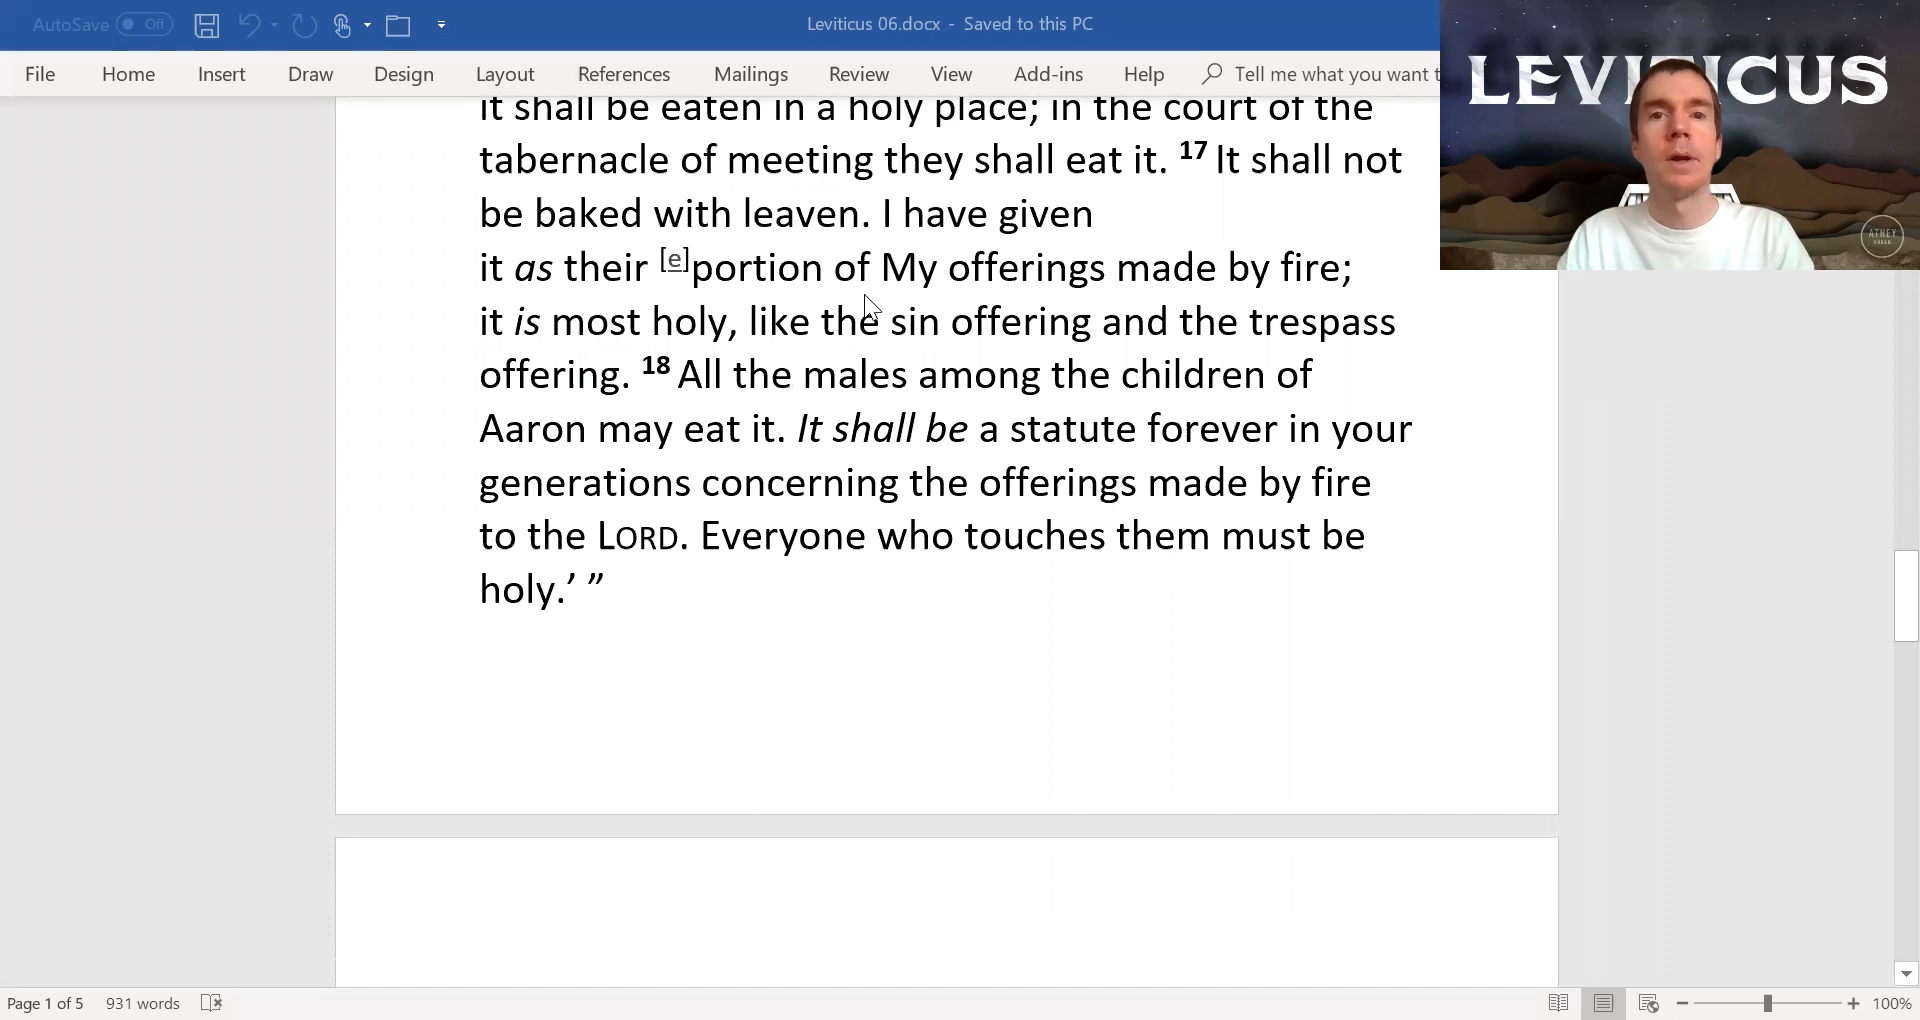 AutoSave Off
Leviticus 06.docx - Saved to this PC
File Home Insert Draw Design Layout References Mailings Review View Add-ins Help Tell me what you want t
LEVITICUS
ATHEY
CREEK
it shall be eaten in a holy place; in the court of the
tabernacle of meeting they shall eat it. 17 It shall not
be baked with leaven. I have given
it as their [e]portion of My offerings made by fire;
it is most holy, like the sin offering and the trespass
offering. 18 All the males among the children of
Aaron may eat it. It shall be a statute forever in your
generations concerning the offerings made by fire
to the LORD. Everyone who touches them must be
holy.’ ”
Page 1 of 5 931 words
100%